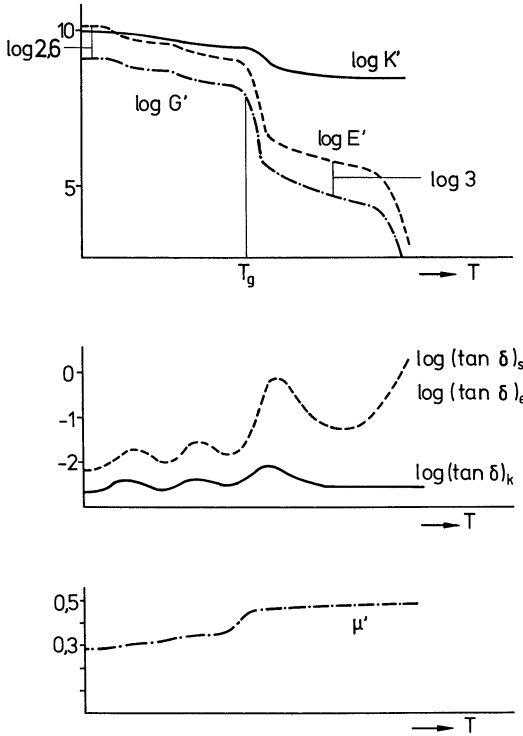 10
log 2,6
log K'
log G'
log E'
log 3
5
T_g
T
0
log (tan δ)_s
-1
log (tan δ)_e
-2
log (tan δ)_k
T
0,5
0,3
μ'
T